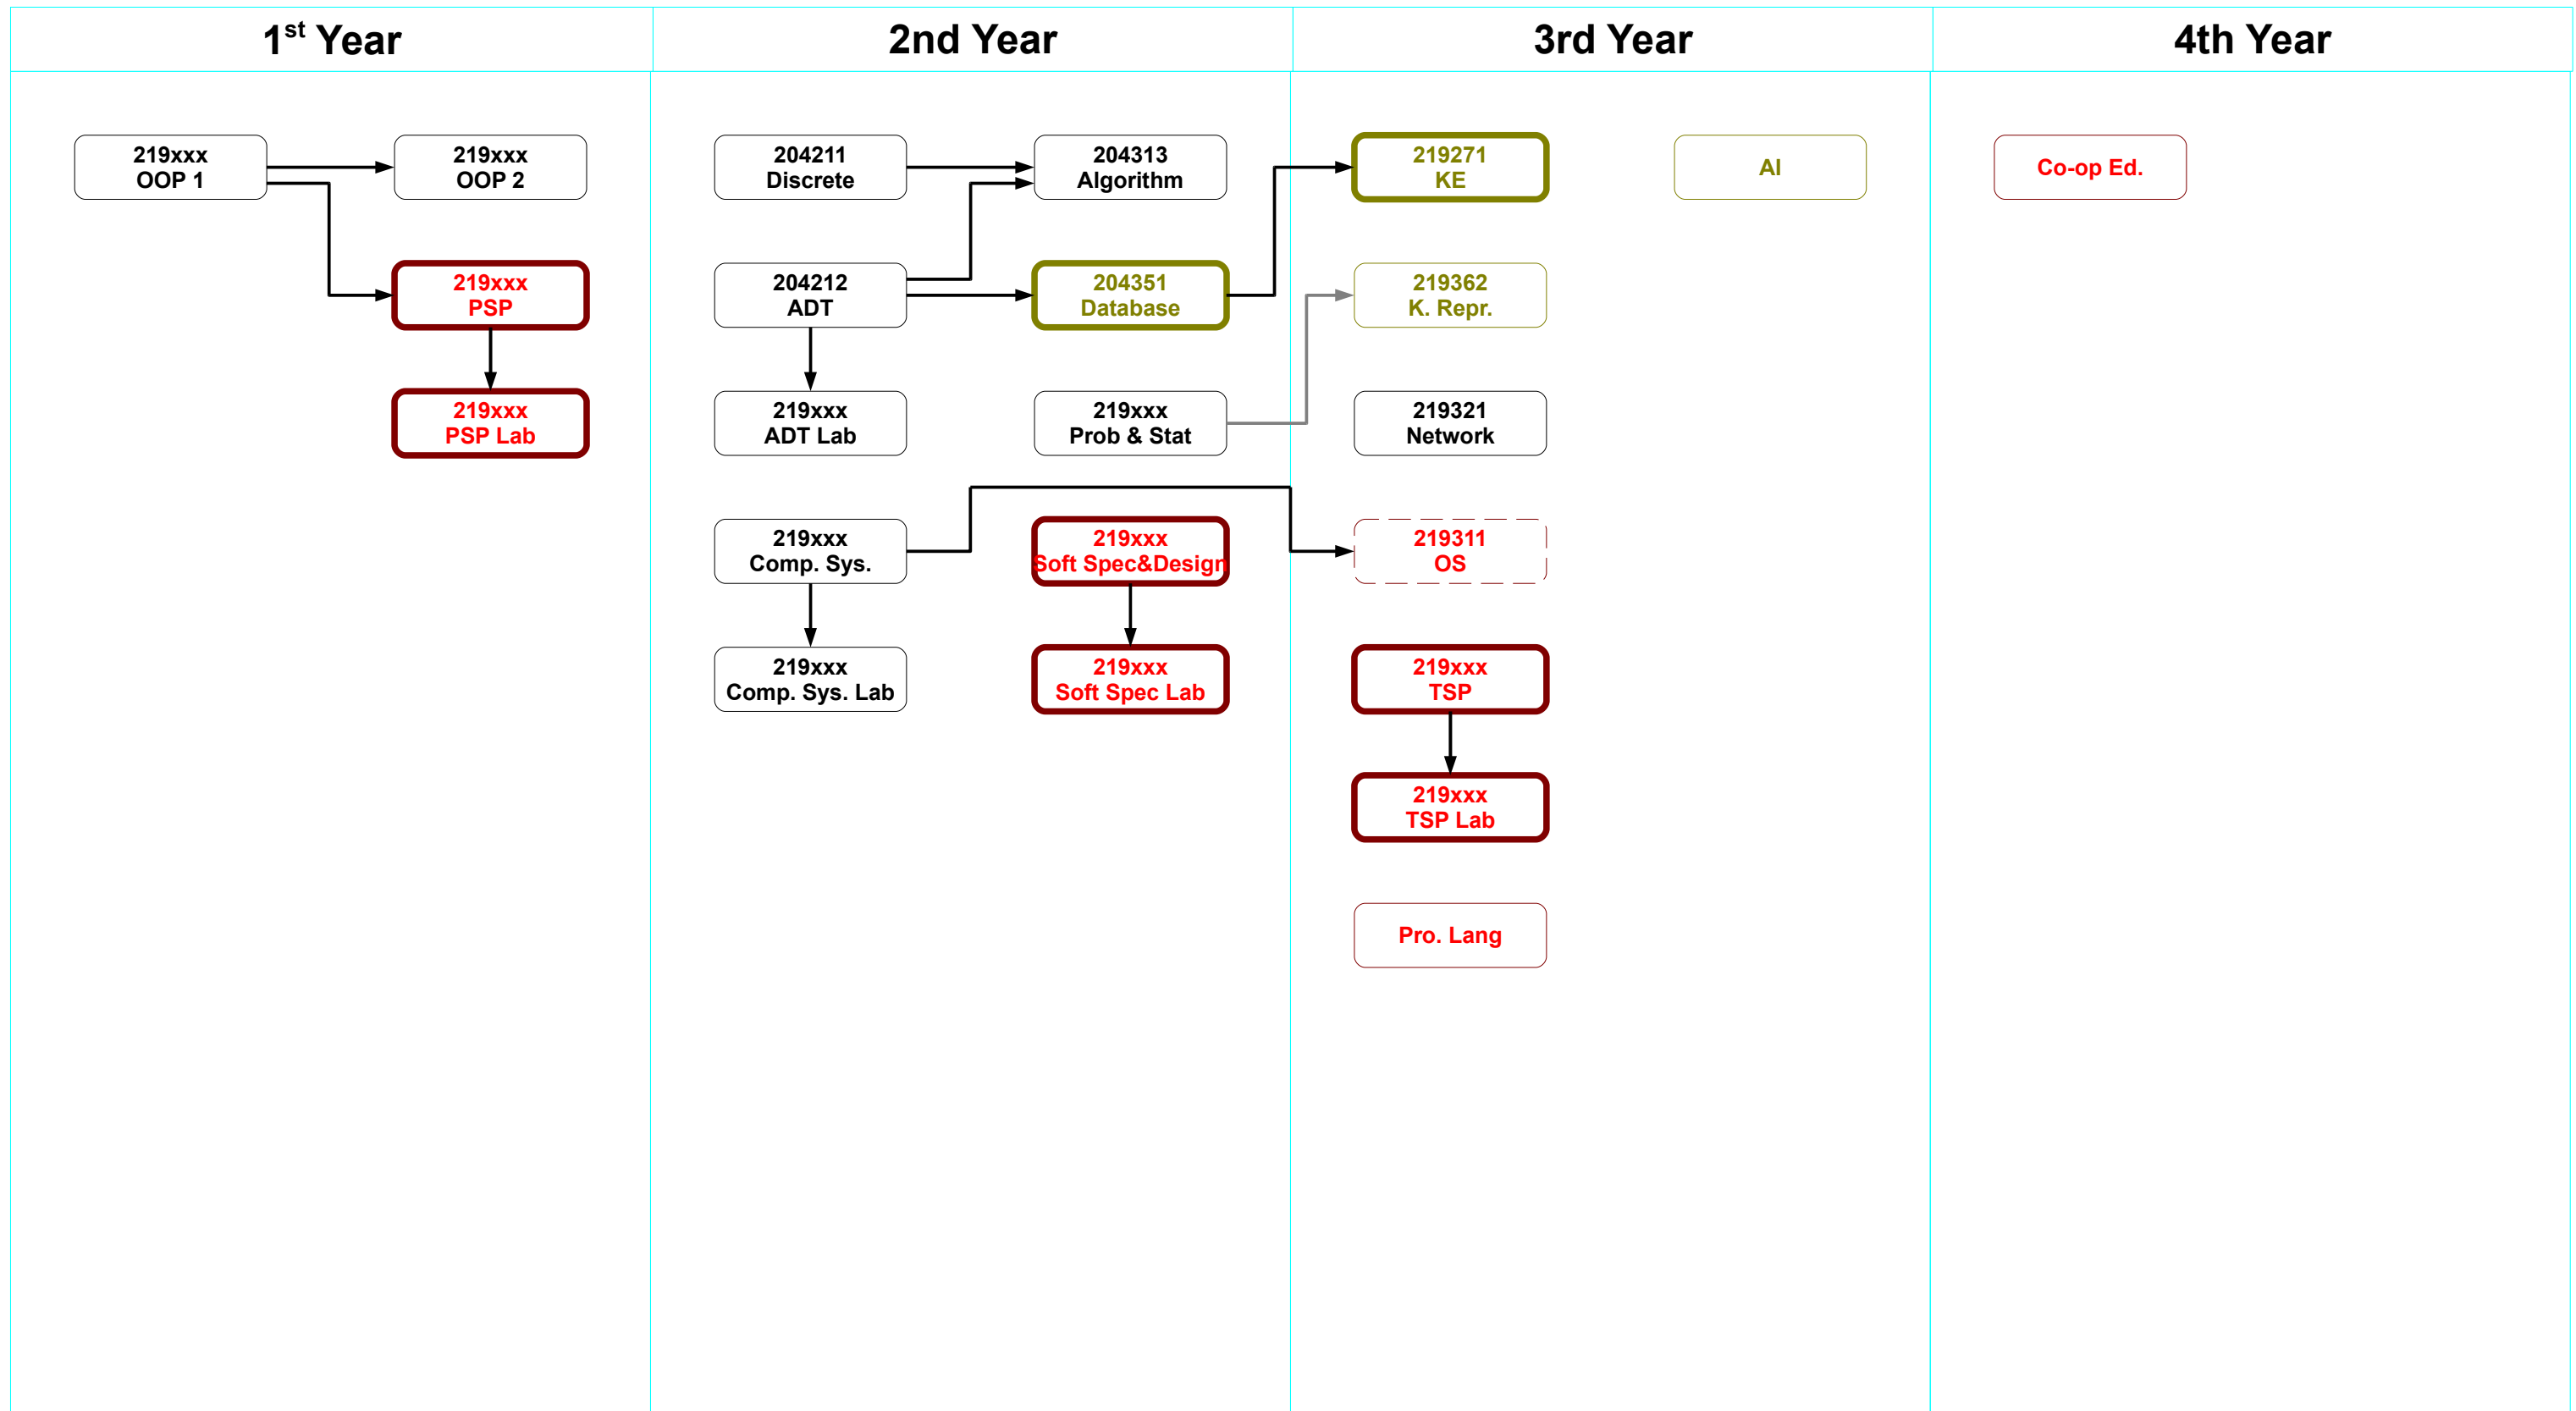 1st Year
2nd Year
3rd Year
4th Year
219xxx
OOP 1
219xxx
OOP 2
204211
Discrete
204313
Algorithm
219271
KE
AI
Co-op Ed.
219xxx
PSP
204212
ADT
204351
Database
219362
K. Repr.
219xxx
PSP Lab
219xxx
ADT Lab
219xxx
Prob & Stat
219321
Network
219xxx
Comp. Sys.
219xxx
Soft Spec&Design
219311
OS
219xxx
Comp. Sys. Lab
219xxx
Soft Spec Lab
219xxx
TSP
219xxx
TSP Lab
Pro. Lang